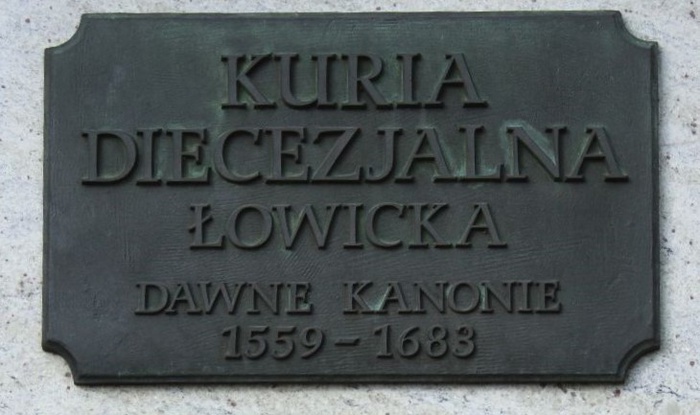 KURIA
DIECEZJALNA
ŁOWICKA
DAWNE KANONIE
1559-1683